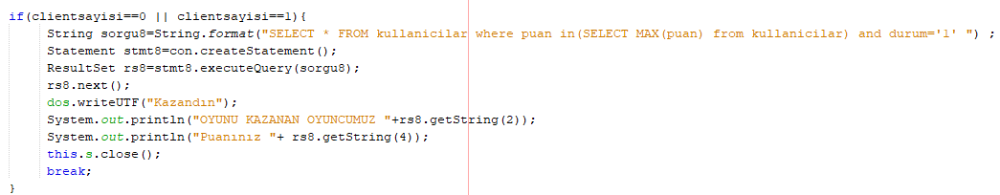 if(clientsayisi==0 || clientsayisi==1){
String sorgu8=String.format("SELECT * FROM kullanicilar where puan in(SELECT MAX(puan) from kullanicilar) and durum='1' ") ;
Statement stmt8=con.createStatement();
ResultSet rs8=stmt8.executeQuery(sorgu8);
rs8.next();
dos.writeUTF("Kazandın");
System.out.println("OYUNU KAZANAN OYUNCUMUZ "+rs8.getString(2));
System.out.println("Puanınız "+ rs8.getString(4));
this.s.close();
break;
}